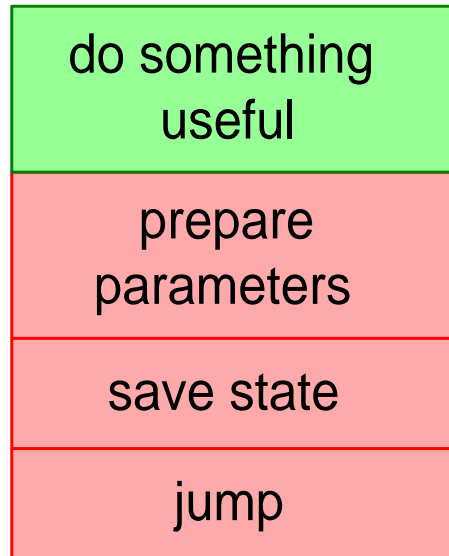 do something
useful
prepare
parameters
save state
jump